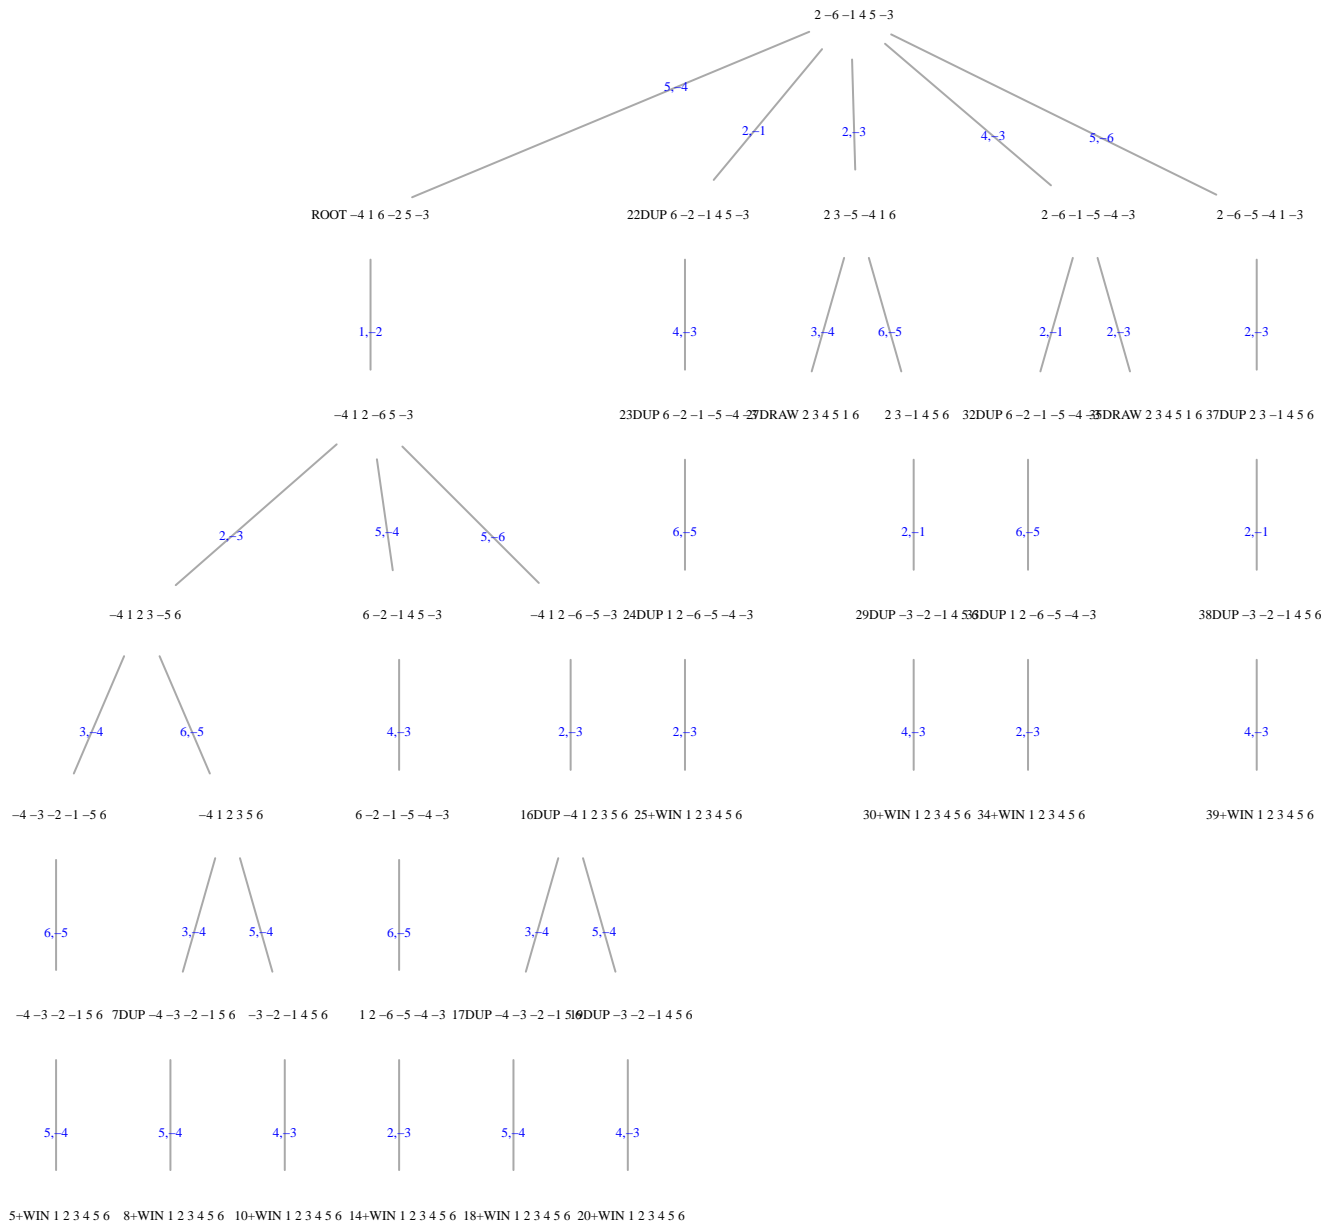 2 −6 −1 4 5 −3
5,−4
2,−1
2,−3
4,−3
5,−6
ROOT −4 1 6 −2 5 −3
22DUP 6 −2 −1 4 5 −3
2 3 −5 −4 1 6
2 −6 −1 −5 −4 −3
2 −6 −5 −4 1 −3
1,−2
4,−3
3,−4
6,−5
2,−1
2,−3
2,−3
−4 1 2 −6 5 −3
23DUP 6 −2 −1 −5 −4 −3
27DRAW 2 3 4 5 1 6
2 3 −1 4 5 6
32DUP 6 −2 −1 −5 −4 −3
35DRAW 2 3 4 5 1 6
37DUP 2 3 −1 4 5 6
2,−3
5,−4
5,−6
6,−5
2,−1
6,−5
2,−1
−4 1 2 3 −5 6
6 −2 −1 4 5 −3
−4 1 2 −6 −5 −3
24DUP 1 2 −6 −5 −4 −3
29DUP −3 −2 −1 4 5 6
33DUP 1 2 −6 −5 −4 −3
38DUP −3 −2 −1 4 5 6
3,−4
6,−5
4,−3
2,−3
2,−3
4,−3
2,−3
4,−3
−4 −3 −2 −1 −5 6
−4 1 2 3 5 6
6 −2 −1 −5 −4 −3
16DUP −4 1 2 3 5 6
25+WIN 1 2 3 4 5 6
30+WIN 1 2 3 4 5 6
34+WIN 1 2 3 4 5 6
39+WIN 1 2 3 4 5 6
6,−5
3,−4
5,−4
6,−5
3,−4
5,−4
−4 −3 −2 −1 5 6
7DUP −4 −3 −2 −1 5 6
−3 −2 −1 4 5 6
1 2 −6 −5 −4 −3
17DUP −4 −3 −2 −1 5 6
19DUP −3 −2 −1 4 5 6
5,−4
5,−4
4,−3
2,−3
5,−4
4,−3
5+WIN 1 2 3 4 5 6
8+WIN 1 2 3 4 5 6
10+WIN 1 2 3 4 5 6
14+WIN 1 2 3 4 5 6
18+WIN 1 2 3 4 5 6
20+WIN 1 2 3 4 5 6